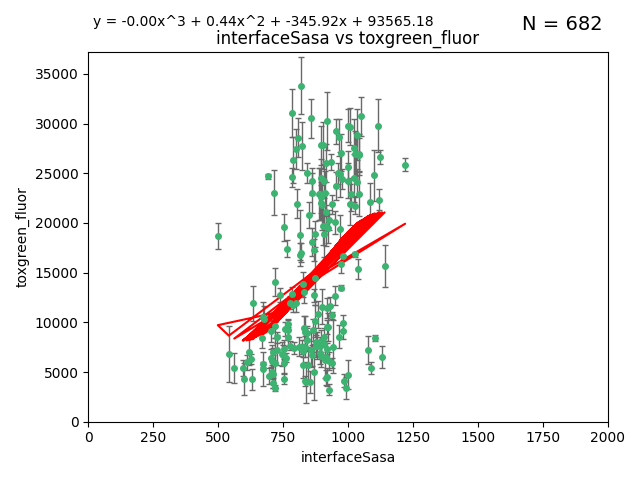 y = -0.00x^3 + 0.44x^2 + -345.92x + 93565.18
N = 682
interfaceSasa vs toxgreen_fluor
35000
30000
25000
20000
15000
10000
5000
0
toxgreen_fluor
0 250 500 750 1000 1250 1500 1750 2000
interfaceSasa